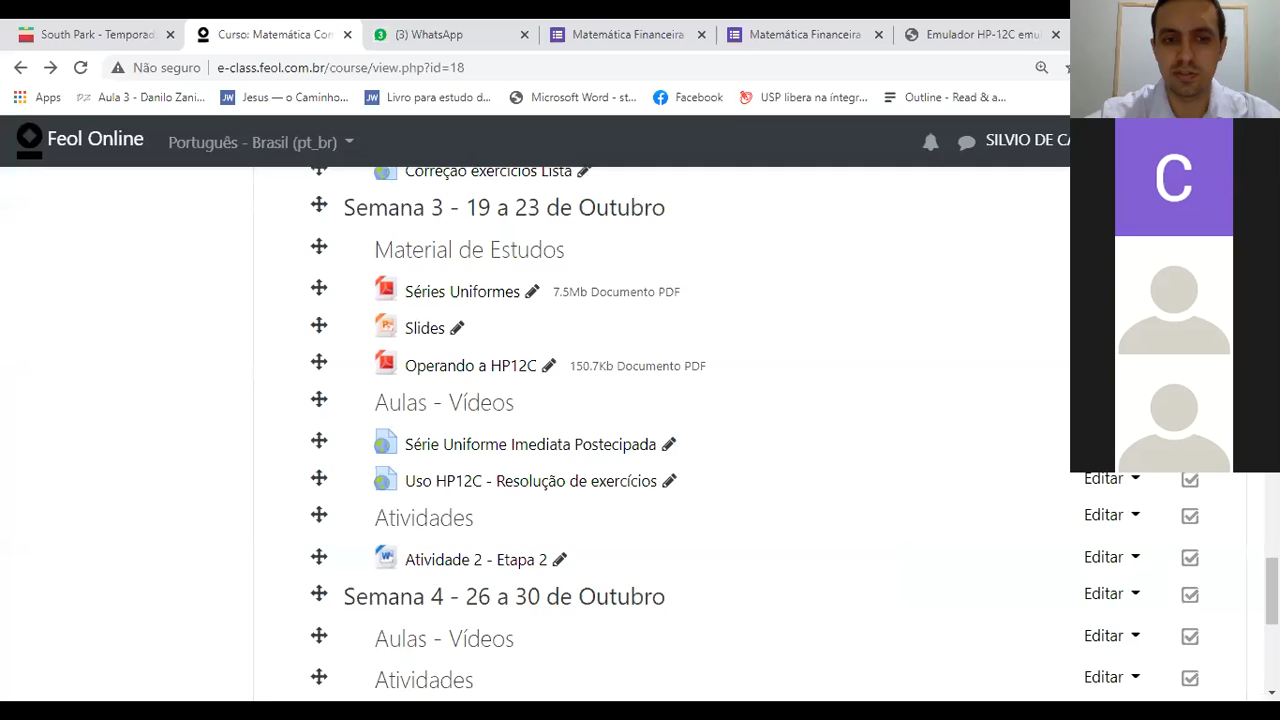 South Park - Temporad
Curso: Matemática Con
(3) WhatsApp
Matemática Financeira
Matemática Financeira
Emulador HP-12C emul
Não seguro
e-class.feol.com.br/course/view.php?id=18
Apps
Aula 3 - Danilo Zani...
Jesus — o Caminho...
Livro para estudo d...
Microsoft Word - st...
Facebook
USP libera na íntegr...
Outline - Read & a...
Feol Online
Português - Brasil (pt_br)
SILVIO DE CA
C
Correção exercícios Lista
Semana 3 - 19 a 23 de Outubro
Material de Estudos
Séries Uniformes 7.5Mb Documento PDF
Slides
Operando a HP12C 150.7Kb Documento PDF
Aulas - Vídeos
Série Uniforme Imediata Postecipada
Uso HP12C - Resolução de exercícios
Editar
Atividades
Editar
Atividade 2 - Etapa 2
Editar
Semana 4 - 26 a 30 de Outubro
Editar
Aulas - Vídeos
Editar
Atividades
Editar